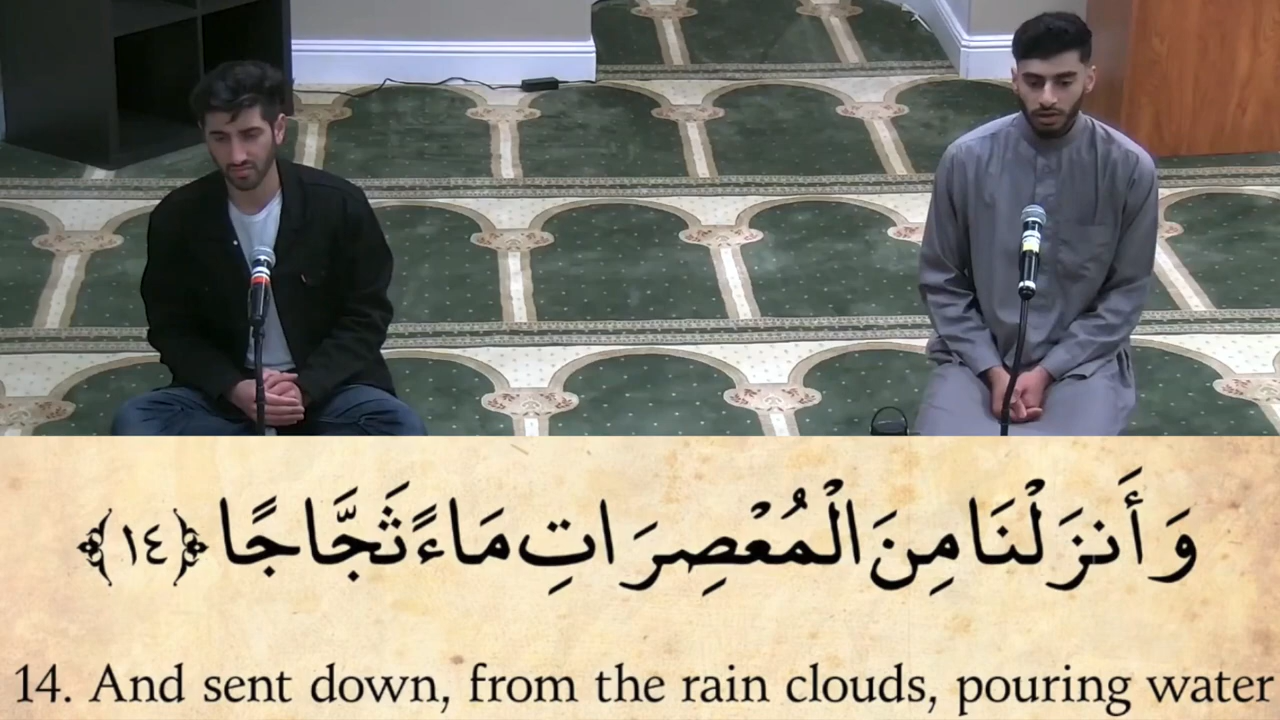 وَأَنزَلْنَا مِنَ الْمُعْصِرَاتِ مَاءً ثَجَّاجًا ﴿١٤﴾
14. And sent down, from the rain clouds, pouring water